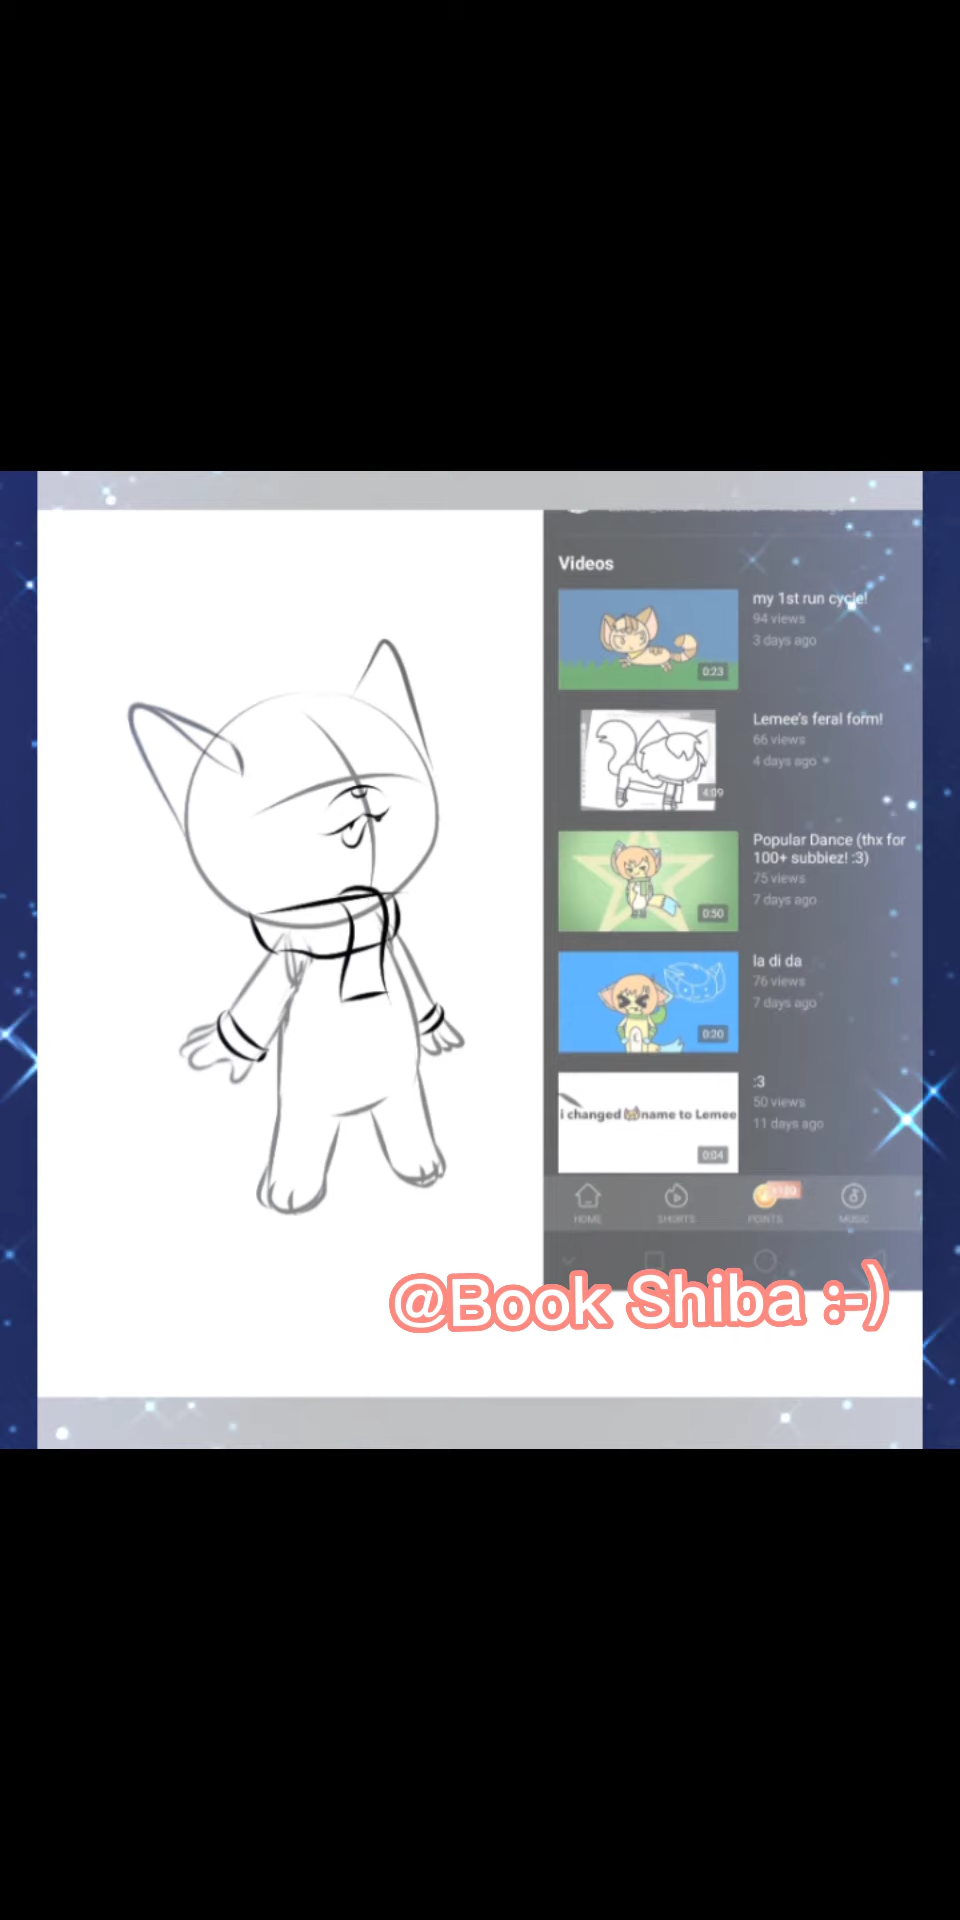 Videos
my 1st run cycle!
94 views
3 days ago
0:23
Lemee's feral form!
66 views
4 days ago
4:09
Popular Dance (thx for
100+ subbiez! :3)
75 views
7 days ago
0:50
la di da
76 views
7 days ago
0:20
:3
50 views
11 days ago
i changed name to Lemee
0:04
HOME
SHORTS
POINTS
MUSIC
@Book Shiba :-)